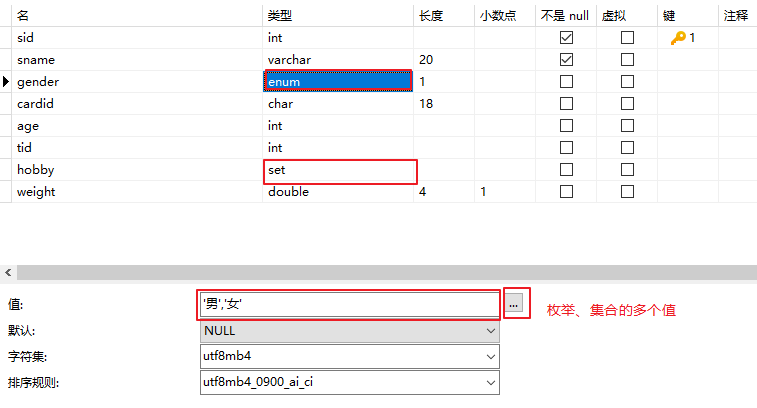 名 类型 长度 小数点 不是 null 虚拟 键 注释
sid int 1
sname varchar 20
gender enum 1
cardid char 18
age int
tid int
hobby set
weight double 4 1
值: '男','女' ... 枚举、集合的多个值
默认: NULL
字符集: utf8mb4
排序规则: utf8mb4_0900_ai_ci